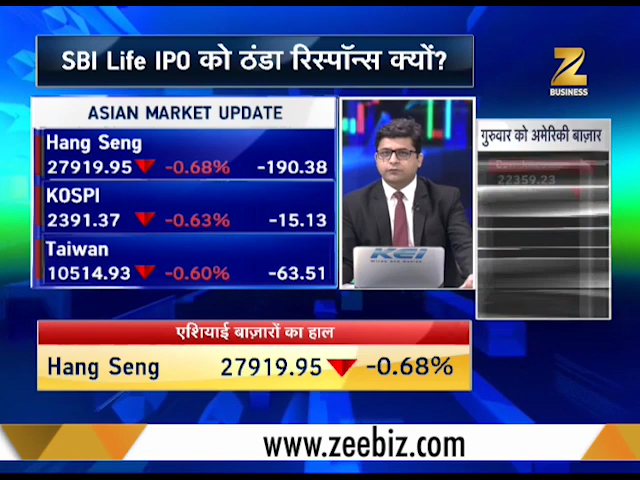 SBI Life IPO को ठंडा रिस्पॉन्स क्यों?
Z
BUSINESS
ASIAN MARKET UPDATE
Hang Seng
27919.95 -0.68% -190.38
KOSPI
2391.37 -0.63% -15.13
Taiwan
10514.93 -0.60% -63.51
KEI
गुरुवार को अमेरिकी बाज़ार
22359.23
एशियाई बाज़ारों का हाल
Hang Seng 27919.95 -0.68%
www.zeebiz.com